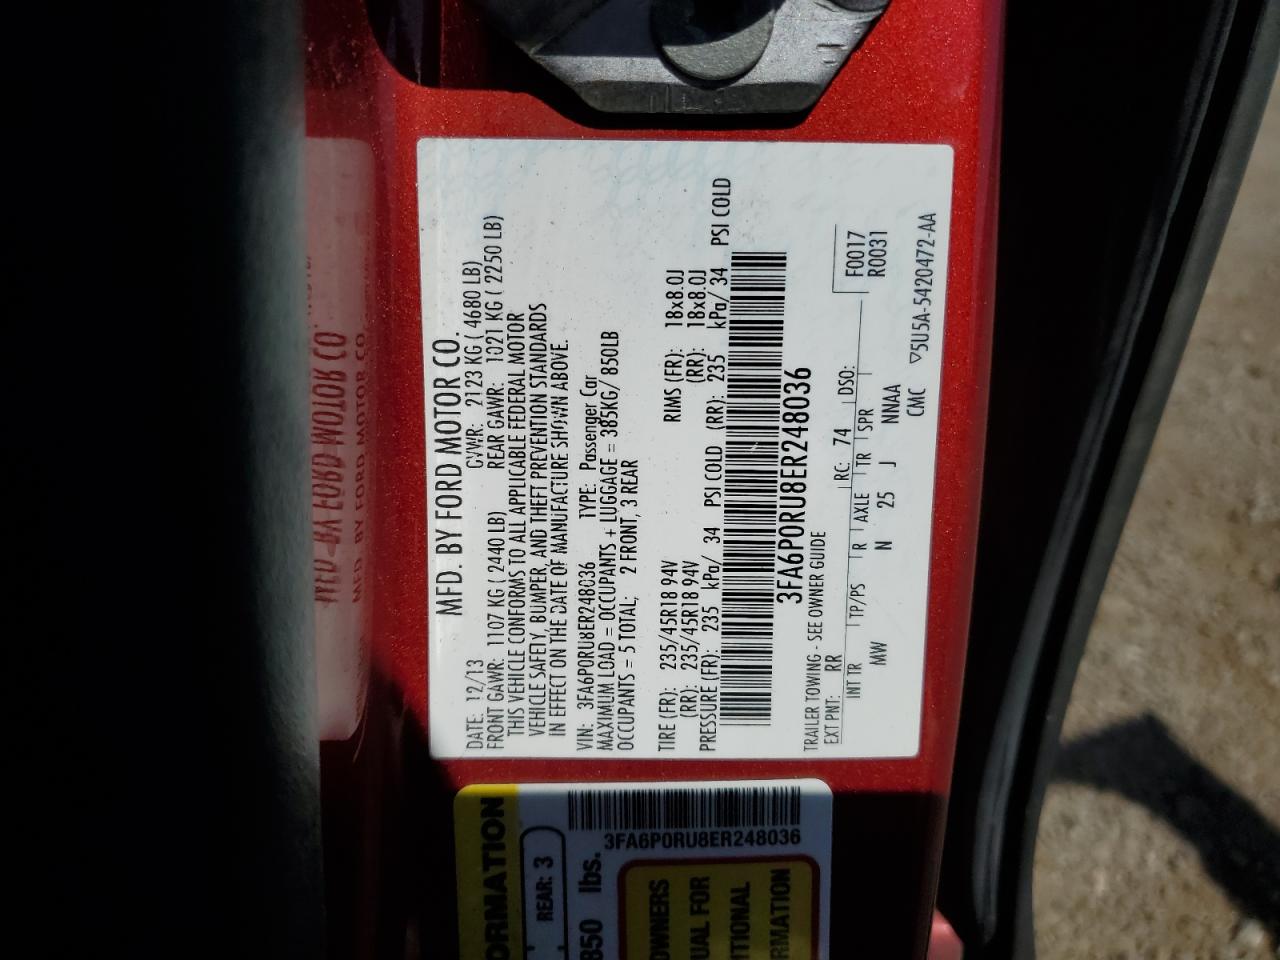 MFD. BY FORD MOTOR CO.
DATE: 12/13 GVWR: 2123 KG ( 4680 LB)
FRONT GAWR: 1107 KG ( 2440 LB) REAR GAWR: 1021 KG ( 2250 LB)
THIS VEHICLE CONFORMS TO ALL APPLICABLE FEDERAL MOTOR
VEHICLE SAFETY, BUMPER, AND THEFT PREVENTION STANDARDS
IN EFFECT ON THE DATE OF MANUFACTURE SHOWN ABOVE.
VIN: 3FA6P0RU8ER248036 TYPE: Passenger Car
MAXIMUM LOAD = OCCUPANTS + LUGGAGE = 385KG/ 850LB
OCCUPANTS = 5 TOTAL; 2 FRONT, 3 REAR
TIRE (FR): 235/45R18 94V RIMS (FR): 18x8.0J
(RR): 235/45R18 94V (RR): 18x8.0J
PRESSURE (FR): 235 kPa/ 34 PSI COLD (RR): 235 kPa/ 34 PSI COLD
3FA6P0RU8ER248036
TRAILER TOWING - SEE OWNER GUIDE
EXT PNT: RR RC: 74 DSO: F0017
R0031
INT TR TP/PS R AXLE TR SPR
MW N 25 J NNAA
CMC ▽5U5A-5420472-AA
MFD. BY FORD MOTOR CO.
ORMATION
REAR: 3
850 lbs.
3FA6P0RU8ER248036
OWNERS
UAL FOR
ITIONAL
RMATION